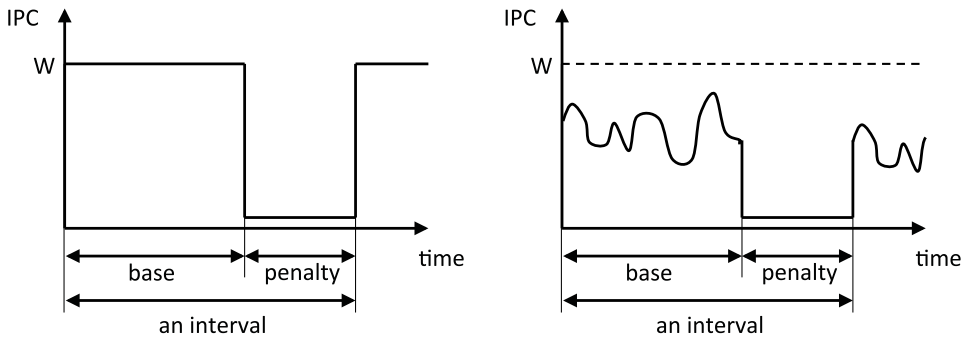 IPC
W
base
penalty
time
an interval
IPC
W
base
penalty
time
an interval